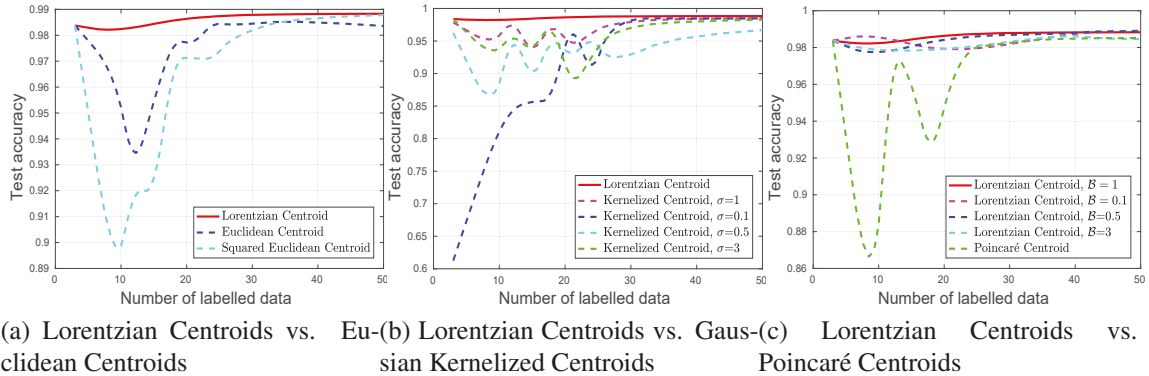 0.99
0.98
0.97
0.96
0.95
0.94
0.93
0.92
0.91
0.9
0.89
0
10
20
30
40
50
Test accuracy
Number of labelled data
Lorentzian Centroid
Euclidean Centroid
Squared Euclidean Centroid
1
0.95
0.9
0.85
0.8
0.75
0.7
0.65
0.6
0
10
20
30
40
50
Test accuracy
Number of labelled data
Lorentzian Centroid
Kernelized Centroid, σ=1
Kernelized Centroid, σ=0.1
Kernelized Centroid, σ=0.5
Kernelized Centroid, σ=3
1
0.98
0.96
0.94
0.92
0.9
0.88
0.86
0
10
20
30
40
50
Test accuracy
Number of labelled data
Lorentzian Centroid, ℬ = 1
Lorentzian Centroid, ℬ = 0.1
Lorentzian Centroid, ℬ=0.5
Lorentzian Centroid, ℬ=3
Poincaré Centroid
(a) Lorentzian Centroids vs. Eu-
clidean Centroids
(b) Lorentzian Centroids vs. Gaus-
sian Kernelized Centroids
(c) Lorentzian Centroids vs.
Poincaré Centroids